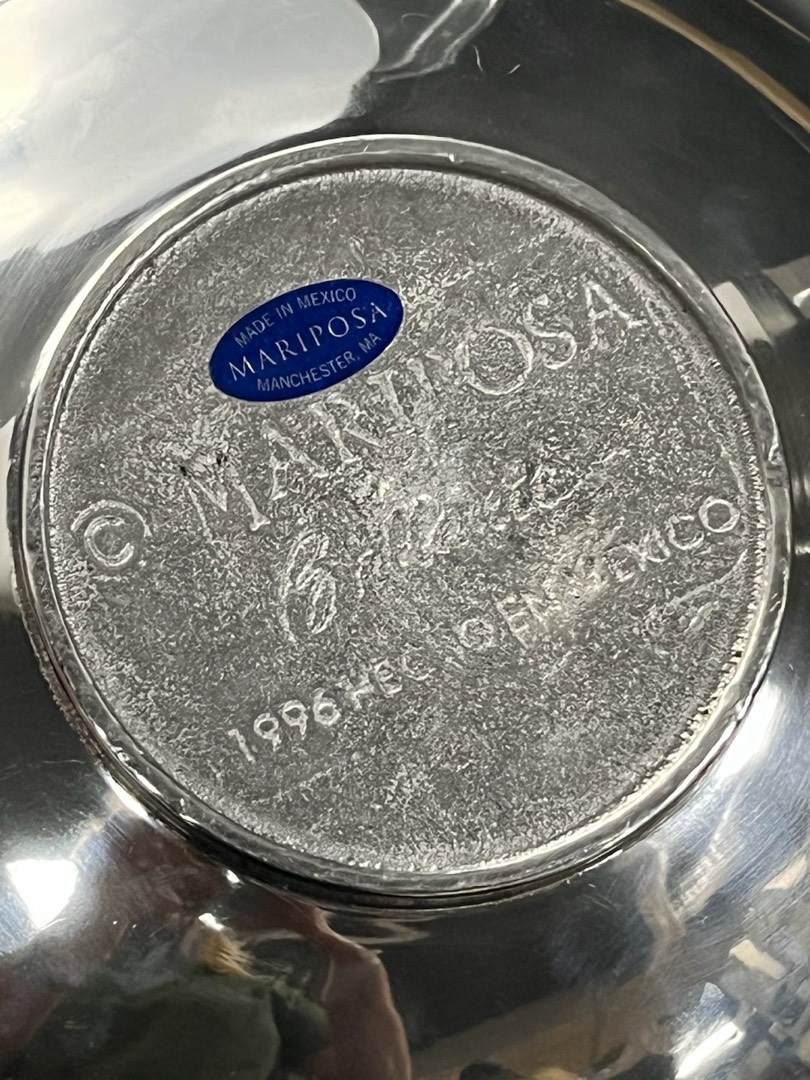 MADE IN MEXICO
MARIPOSA
MANCHESTER, MA
© MARIPOSA
1996 HECHO EN MEXICO